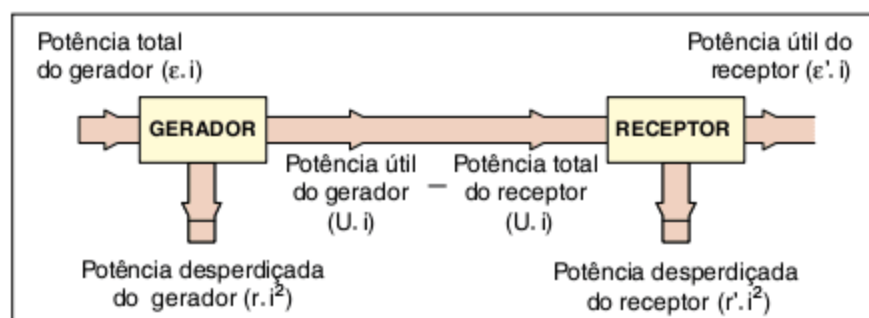 Potência total
do gerador (ε. i)
Potência útil do
receptor (ε'. i)
GERADOR
RECEPTOR
Potência útil
do gerador
(U. i)
–
Potência total
do receptor
(U. i)
Potência desperdiçada
do gerador (r. i²)
Potência desperdiçada
do receptor (r'. i²)